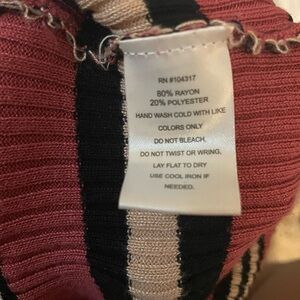 RN #104317
80% RAYON
20% POLYESTER
HAND WASH COLD WITH LIKE
COLORS ONLY
DO NOT BLEACH.
DO NOT TWIST OR WRING,
LAY FLAT TO DRY
USE COOL IRON IF
NEEDED.